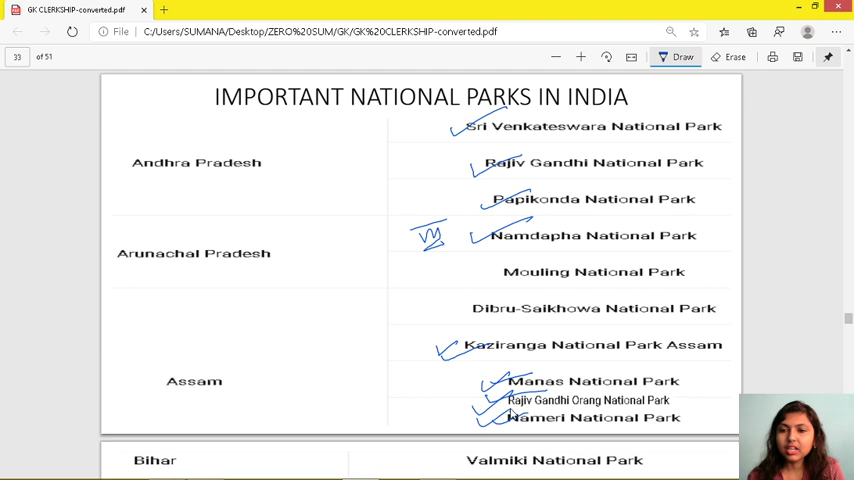 GK CLERKSHIP-converted.pdf
File
C:/Users/SUMANA/Desktop/ZERO%20SUM/GK/GK%20CLERKSHIP-converted.pdf
33 of 51
Draw
Erase
IMPORTANT NATIONAL PARKS IN INDIA
Andhra Pradesh
Sri Venkateswara National Park
Rajiv Gandhi National Park
Papikonda National Park
Arunachal Pradesh
Namdapha National Park
Mouling National Park
Assam
Dibru-Saikhowa National Park
Kaziranga National Park Assam
Manas National Park
Rajiv Gandhi Orang National Park
Nameri National Park
Bihar
Valmiki National Park